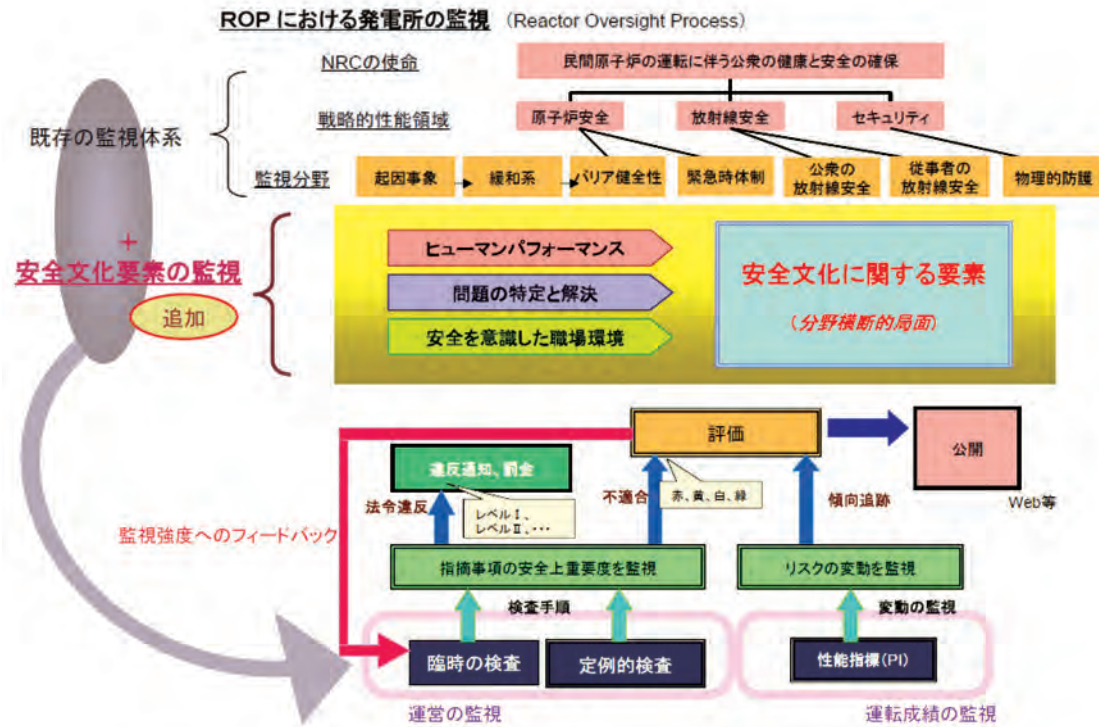 ROP における発電所の監視 (Reactor Oversight Process)
NRCの使命
民間原子炉の運転に伴う公衆の健康と安全の確保
既存の監視体系
戦略的性能領域
原子炉安全
放射線安全
セキュリティ
監視分野
起因事象
緩和系
バリア健全性
緊急時体制
公衆の
放射線安全
従事者の
放射線安全
物理的防護
+
安全文化要素の監視
追加
ヒューマンパフォーマンス
問題の特定と解決
安全を意識した職場環境
安全文化に関する要素
(分野横断的局面)
評価
公開
Web等
違反通知、罰金
赤、黄、白、緑
法令違反
レベルⅠ、
レベルⅡ、・・・
不適合
傾向追跡
監視強度へのフィードバック
指摘事項の安全上重要度を監視
リスクの変動を監視
検査手順
変動の監視
臨時の検査
定例的検査
性能指標(PI)
運営の監視
運転成績の監視